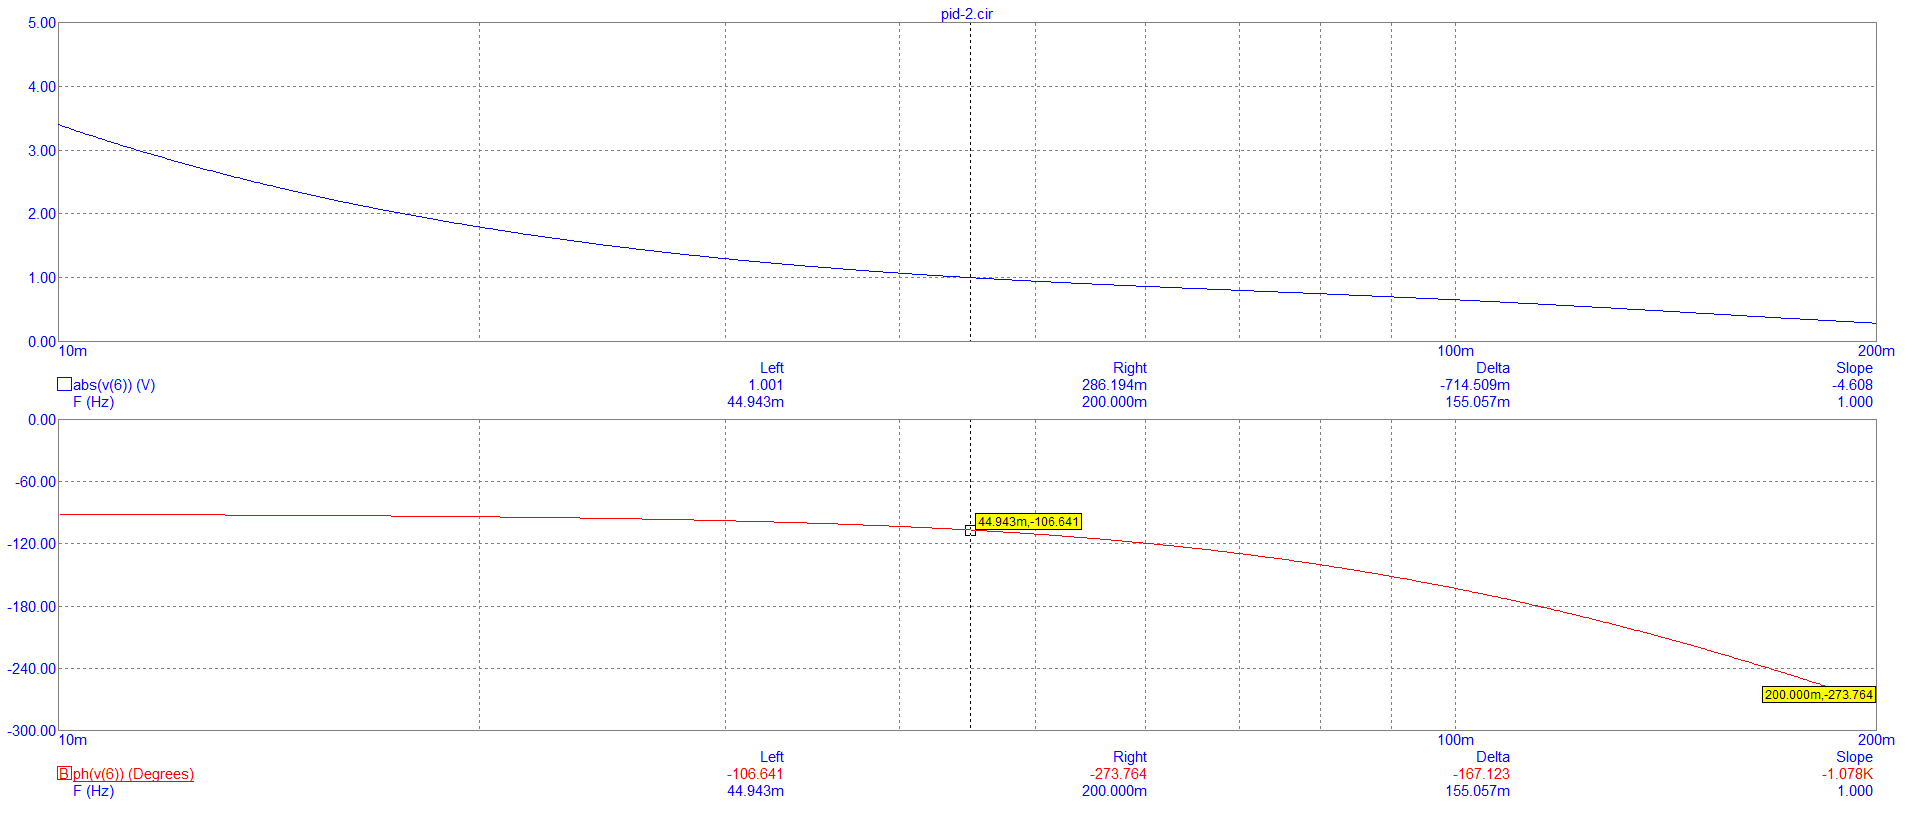 pid-2.cir
5.00
4.00
3.00
2.00
1.00
0.00
10m 100m 200m
Left Right Delta Slope
abs(v(6)) (V) 1.001 286.194m -714.509m -4.608
F (Hz) 44.943m 200.000m 155.057m 1.000
0.00
-60.00
44.943m,-106.641
-120.00
-180.00
-240.00
200.000m,-273.764
-300.00
10m 100m 200m
Left Right Delta Slope
B ph(v(6)) (Degrees) -106.641 -273.764 -167.123 -1.078K
F (Hz) 44.943m 200.000m 155.057m 1.000